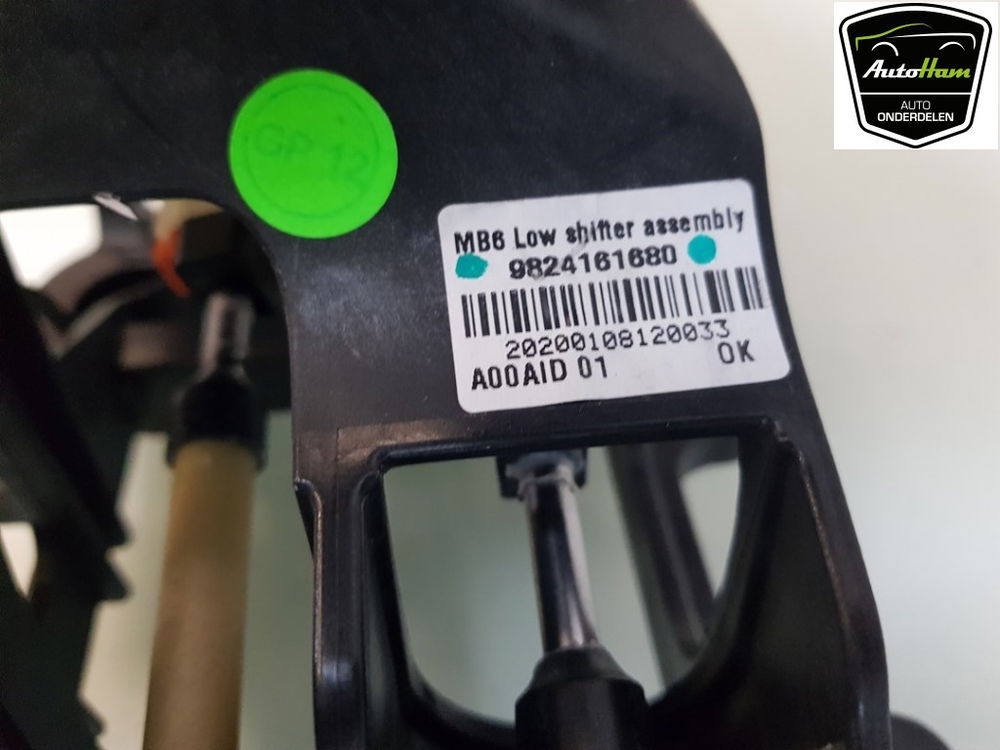 AutoHam
AUTO
ONDERDELEN
GP 12
MB6 Low shifter assembly
9824161680
20200108120033
A00AID 01 OK